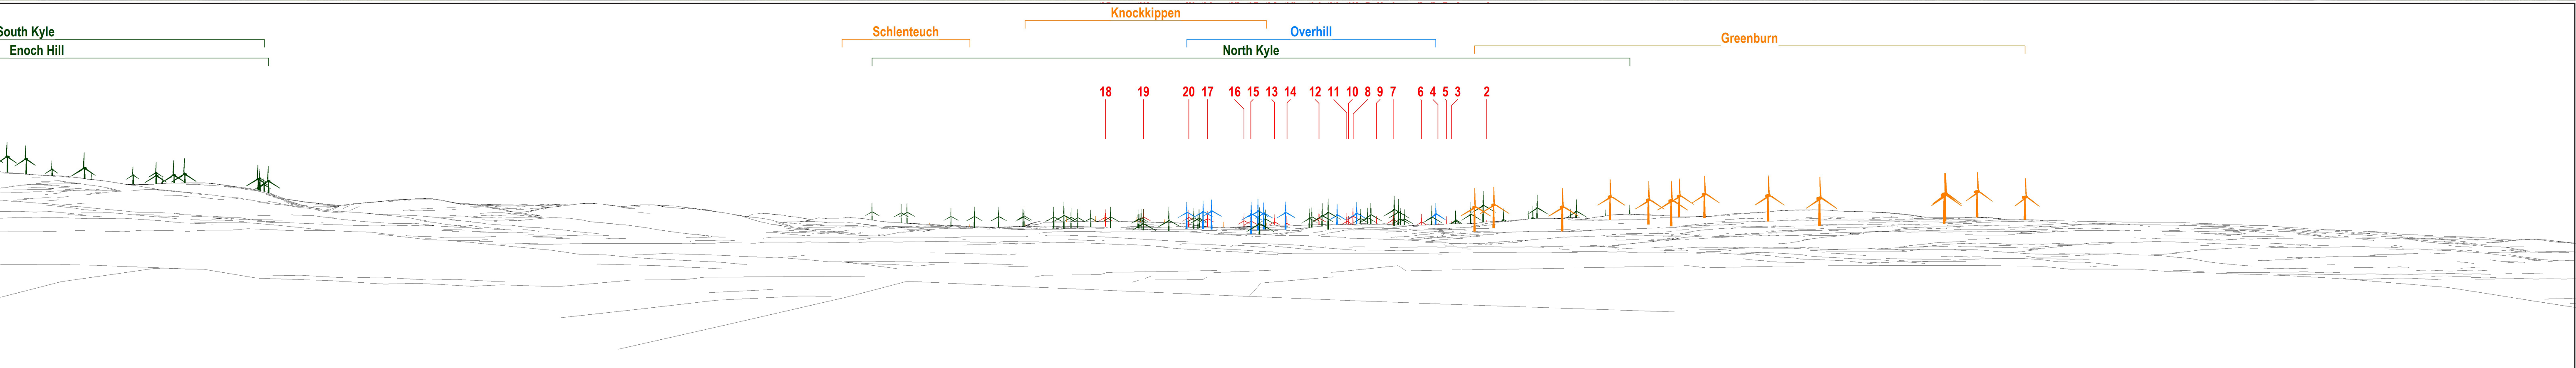 Knockkippen
South Kyle
Schlenteuch
Overhill
Greenburn
Enoch Hill
North Kyle
18 19 20 17 16 15 13 14 12 11 10 8 9 7 6 4 5 3 2